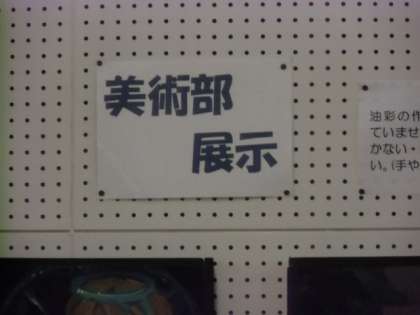 美術部
展示
油彩の作
ていませ
かない・
い。(手や